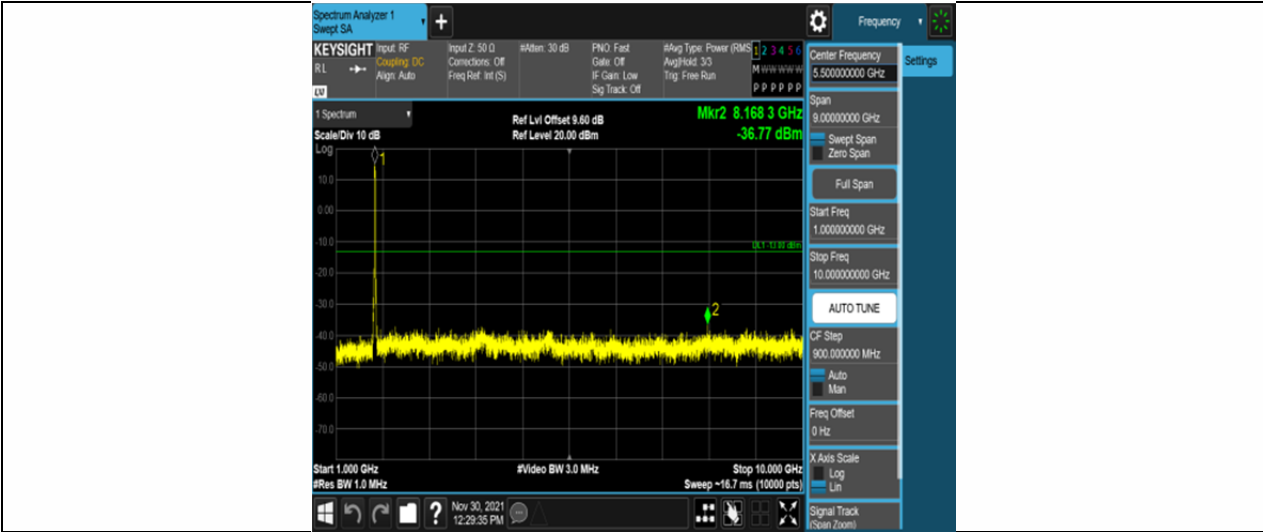 Spectrum Analyzer 1
Swept SA
+
Frequency
KEYSIGHT Input: RF Input Z: 50 Ω #Atten: 30 dB PNO: Fast #Avg Type: Power (RMS 1 2 3 4 5 6
RL Coupling: DC Corrections: Off Gate: Off Avg|Hold: 3/3 M W W W W W
Align: Auto Freq Ref: Int (S) IF Gain: Low Trig: Free Run
Sig Track: Off P P P P P P
LV
1 Spectrum
Ref Lvl Offset 9.60 dB
Mkr2 8.168 3 GHz
Scale/Div 10 dB Ref Level 20.00 dBm -36.77 dBm
Log
1
10.0
0.00
-10.0
DL1 -13.00 dBm
-20.0
-30.0
2
-40.0
-50.0
-60.0
-70.0
Start 1.000 GHz #Video BW 3.0 MHz Stop 10.000 GHz
#Res BW 1.0 MHz Sweep ~16.7 ms (10000 pts)
?
Nov 30, 2021
12:29:35 PM
Center Frequency
5.500000000 GHz
Settings
Span
9.00000000 GHz
Swept Span
Zero Span
Full Span
Start Freq
1.000000000 GHz
Stop Freq
10.000000000 GHz
AUTO TUNE
CF Step
900.000000 MHz
Auto
Man
Freq Offset
0 Hz
X Axis Scale
Log
Lin
Signal Track
(Span Zoom)